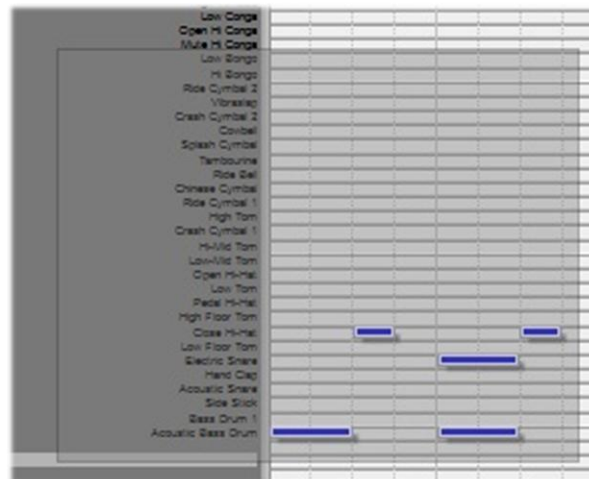 Low Conga
Open Hi Conga
Mute Hi Conga
Low Bongo
Hi Bongo
Ride Cymbal 2
Vibraslap
Crash Cymbal 2
Cowbell
Splash Cymbal
Tambourine
Ride Bell
Chinese Cymbal
Ride Cymbal 1
High Tom
Crash Cymbal 1
Hi-Mid Tom
Low-Mid Tom
Open Hi-Hat
Low Tom
Pedal Hi-Hat
High Floor Tom
Close Hi-Hat
Low Floor Tom
Electric Snare
Hand Clap
Acoustic Snare
Side Stick
Bass Drum 1
Acoustic Bass Drum